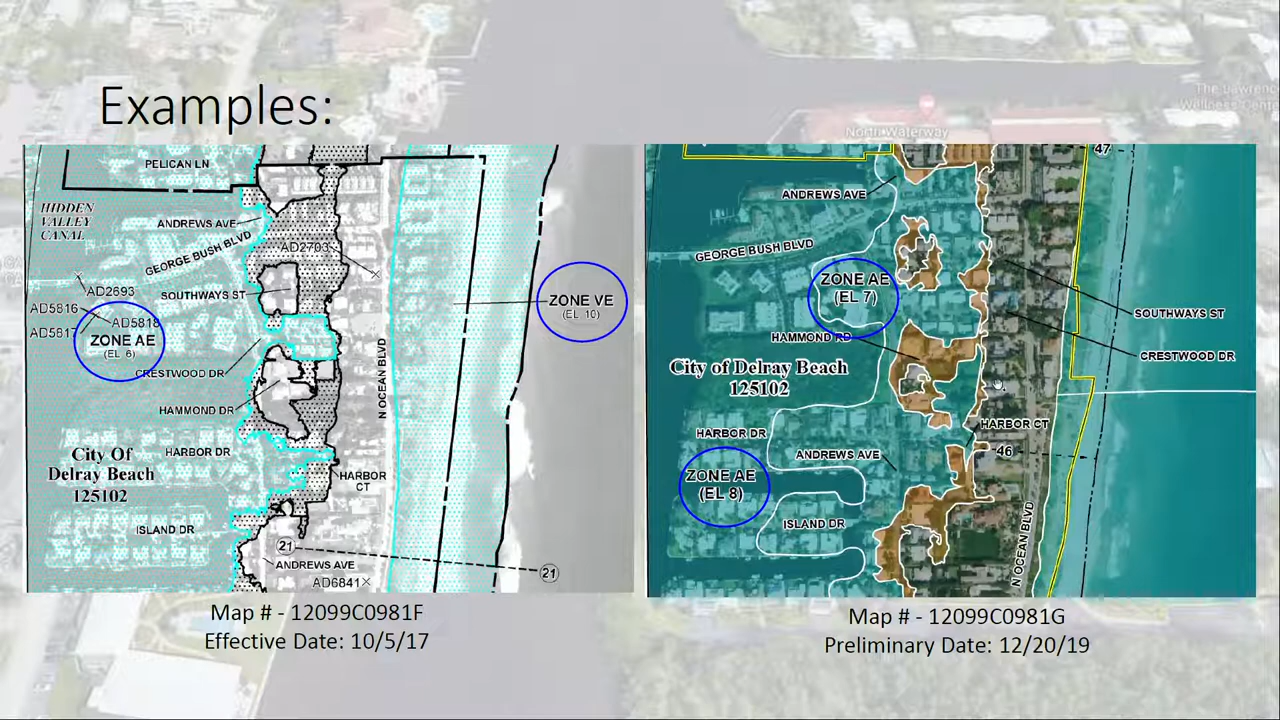 Examples:
The Lawrence
Wellness Cent
North Waterway
PELICAN LN
HIDDEN
VALLEY
CANAL
ANDREWS AVE
GEORGE BUSH BLVD
AD2703
AD2693
SOUTHWAYS ST
AD5816
AD5818
AD5817
ZONE AE
(EL 6)
CRESTWOOD DR
HAMMOND DR
N OCEAN BLVD
ZONE VE
(EL 10)
City Of
Delray Beach
125102
HARBOR DR
HARBOR
CT
ISLAND DR
21
ANDREWS AVE
AD6841
21
47
ANDREWS AVE
GEORGE BUSH BLVD
ZONE AE
(EL 7)
SOUTHWAYS ST
HAMMOND RD
CRESTWOOD DR
City of Delray Beach
125102
HARBOR CT
HARBOR DR
ANDREWS AVE
46
ZONE AE
(EL 8)
ISLAND DR
N OCEAN BLVD
Map # - 12099C0981F
Effective Date: 10/5/17
Map # - 12099C0981G
Preliminary Date: 12/20/19